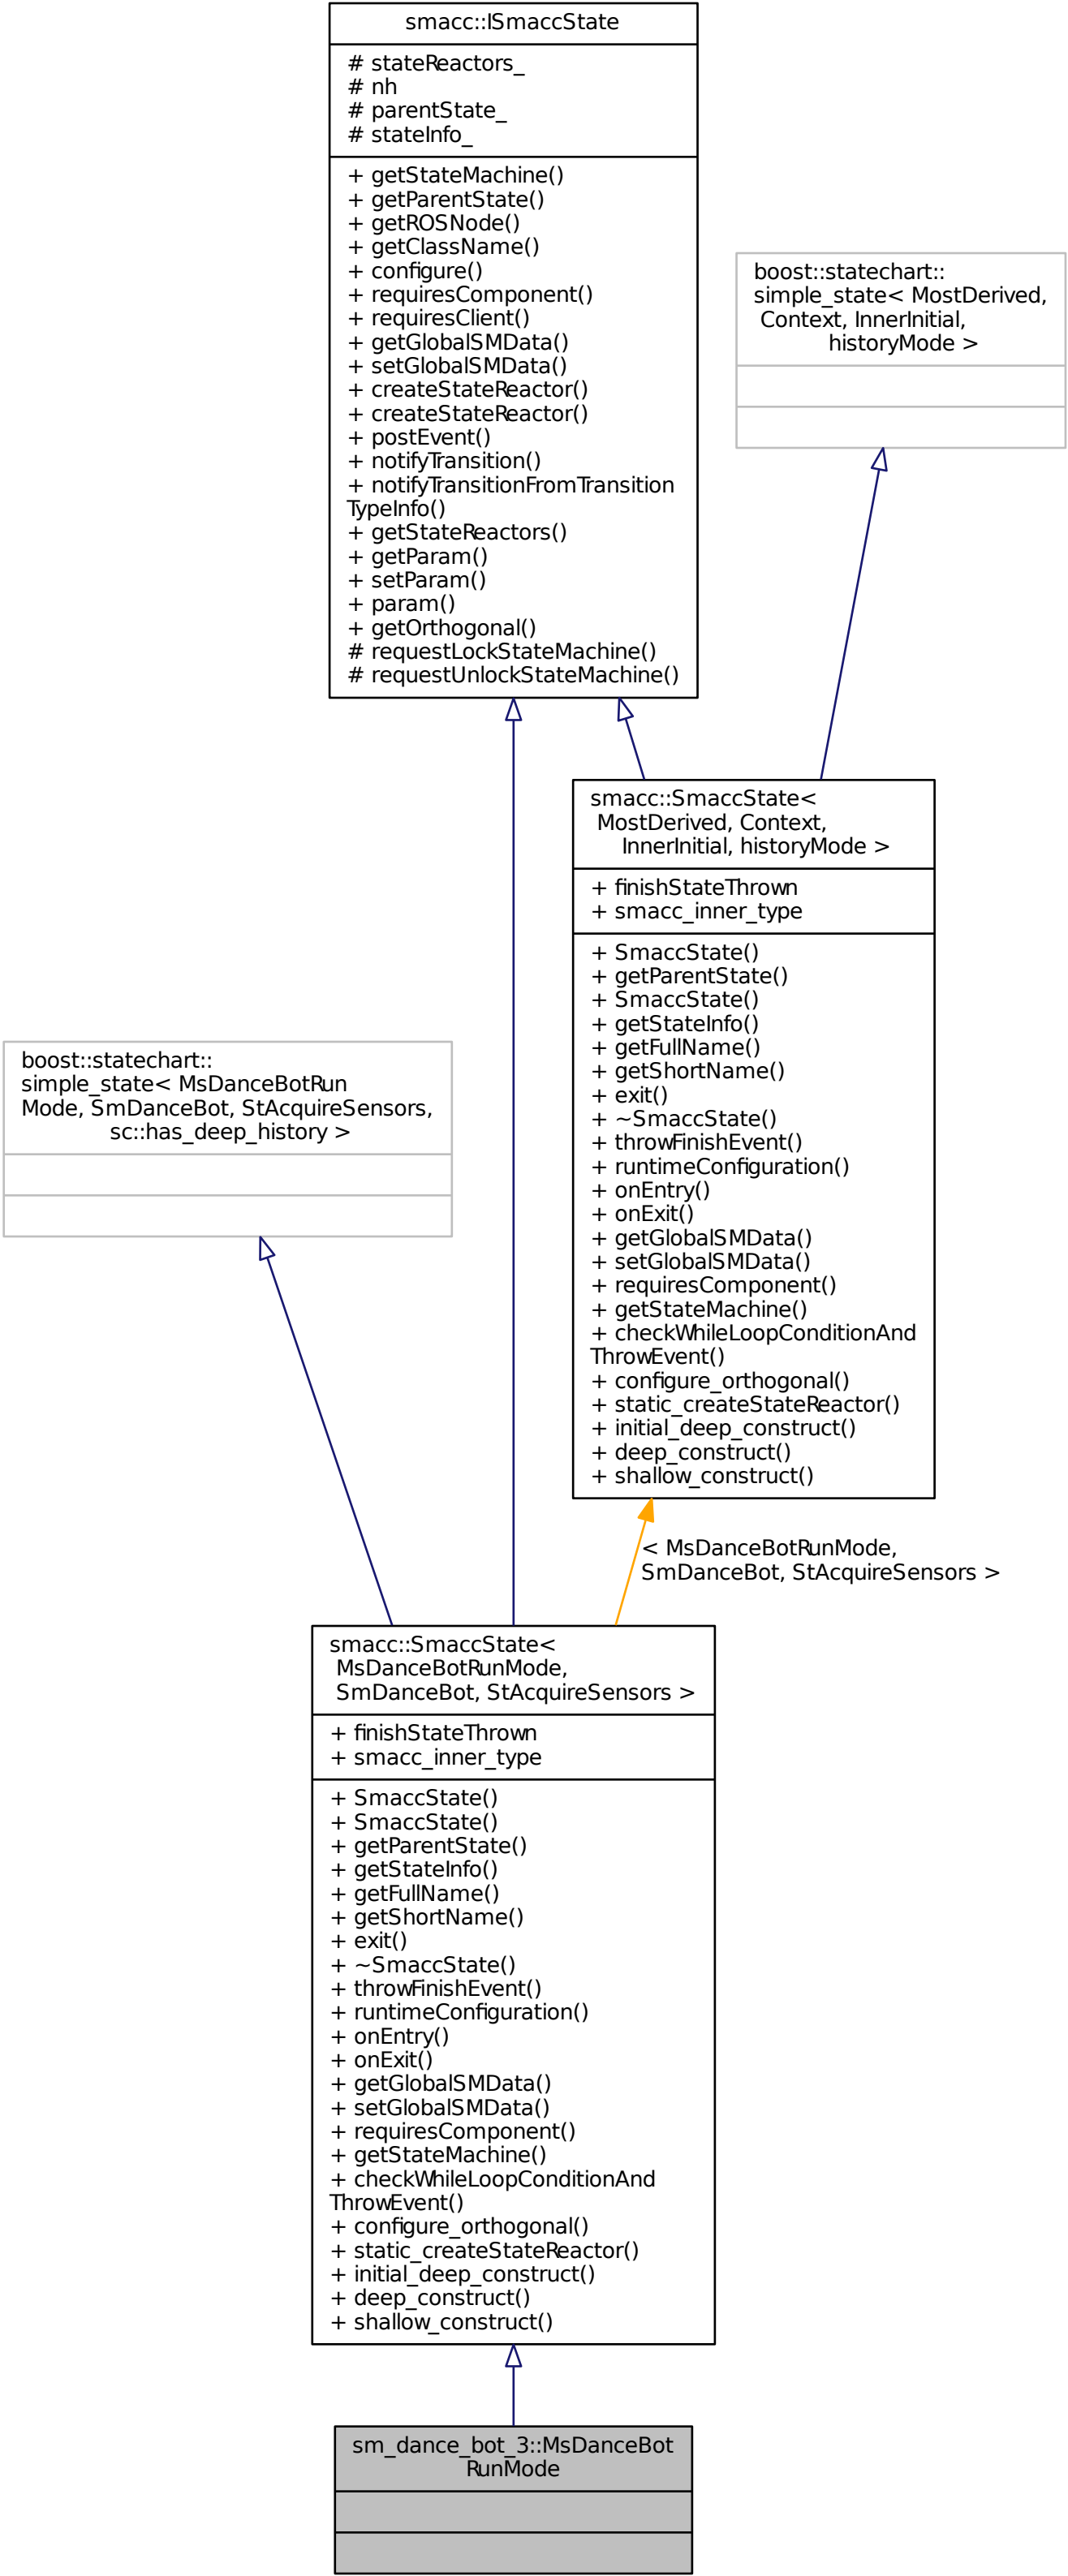 smacc::ISmaccState
# stateReactors_
# nh
# parentState_
# stateInfo_
+ getStateMachine()
+ getParentState()
+ getROSNode()
+ getClassName()
+ configure()
+ requiresComponent()
+ requiresClient()
+ getGlobalSMData()
+ setGlobalSMData()
+ createStateReactor()
+ createStateReactor()
+ postEvent()
+ notifyTransition()
+ notifyTransitionFromTransition
TypeInfo()
+ getStateReactors()
+ getParam()
+ setParam()
+ param()
+ getOrthogonal()
# requestLockStateMachine()
# requestUnlockStateMachine()
boost::statechart::
simple_state< MostDerived,
Context, InnerInitial,
historyMode >
smacc::SmaccState<
MostDerived, Context,
InnerInitial, historyMode >
+ finishStateThrown
+ smacc_inner_type
+ SmaccState()
+ getParentState()
+ SmaccState()
+ getStateInfo()
+ getFullName()
+ getShortName()
+ exit()
+ ~SmaccState()
+ throwFinishEvent()
+ runtimeConfiguration()
+ onEntry()
+ onExit()
+ getGlobalSMData()
+ setGlobalSMData()
+ requiresComponent()
+ getStateMachine()
+ checkWhileLoopConditionAnd
ThrowEvent()
+ configure_orthogonal()
+ static_createStateReactor()
+ initial_deep_construct()
+ deep_construct()
+ shallow_construct()
boost::statechart::
simple_state< MsDanceBotRun
Mode, SmDanceBot, StAcquireSensors,
sc::has_deep_history >
< MsDanceBotRunMode,
SmDanceBot, StAcquireSensors >
smacc::SmaccState<
MsDanceBotRunMode,
SmDanceBot, StAcquireSensors >
+ finishStateThrown
+ smacc_inner_type
+ SmaccState()
+ SmaccState()
+ getParentState()
+ getStateInfo()
+ getFullName()
+ getShortName()
+ exit()
+ ~SmaccState()
+ throwFinishEvent()
+ runtimeConfiguration()
+ onEntry()
+ onExit()
+ getGlobalSMData()
+ setGlobalSMData()
+ requiresComponent()
+ getStateMachine()
+ checkWhileLoopConditionAnd
ThrowEvent()
+ configure_orthogonal()
+ static_createStateReactor()
+ initial_deep_construct()
+ deep_construct()
+ shallow_construct()
sm_dance_bot_3::MsDanceBot
RunMode